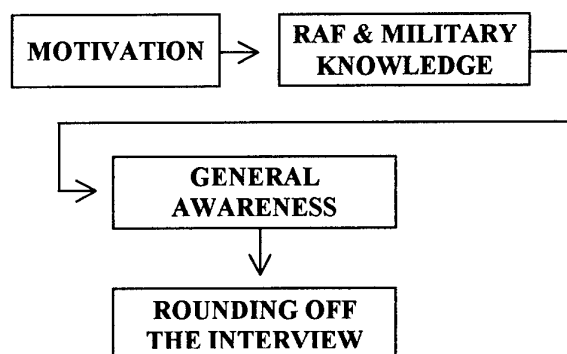 MOTIVATION
RAF & MILITARY
KNOWLEDGE
GENERAL
AWARENESS
ROUNDING OFF
THE INTERVIEW